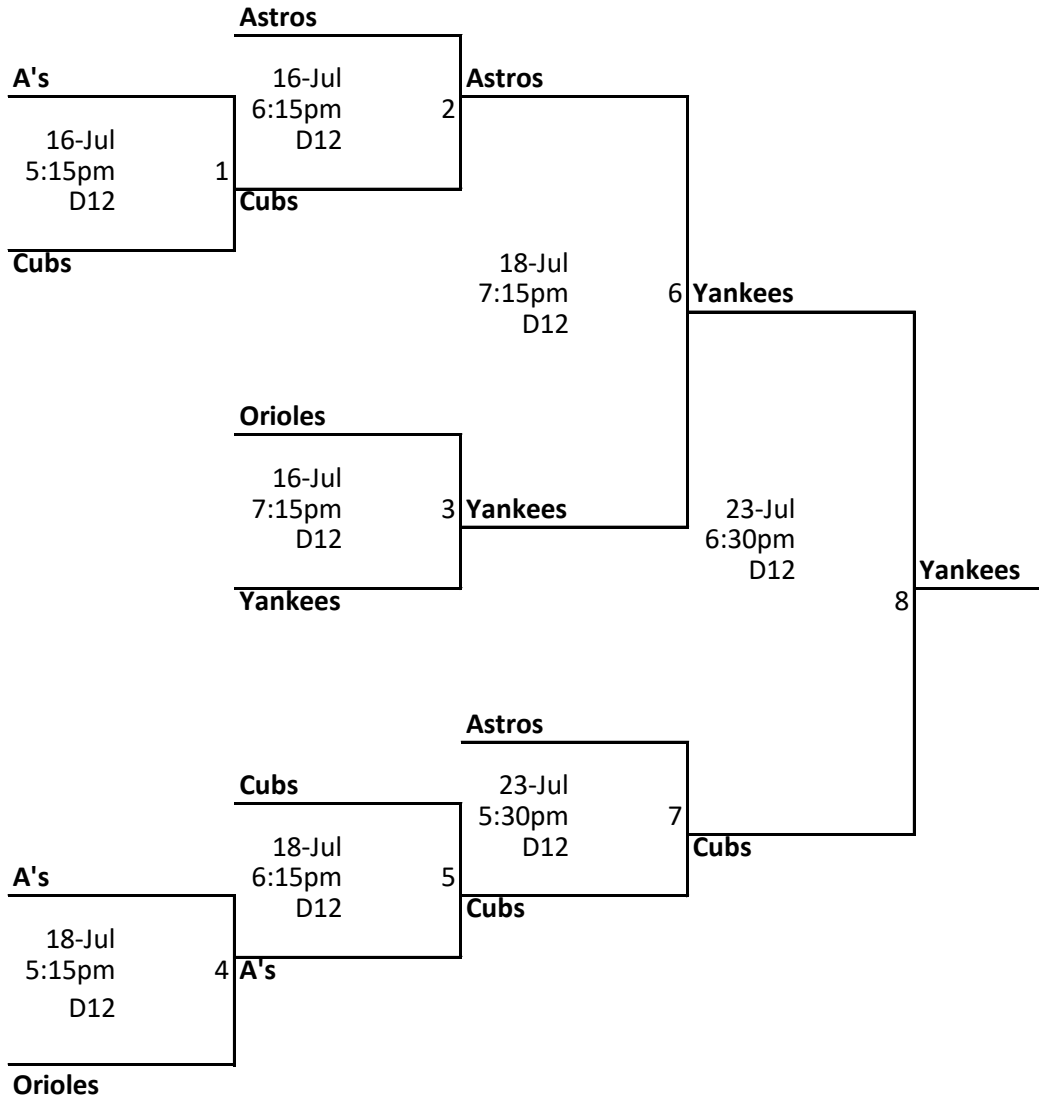 Astros
A's
16-Jul
6:15pm
D12
2
Astros
16-Jul
5:15pm
D12
1
Cubs
Cubs
18-Jul
7:15pm
D12
6
Yankees
Orioles
16-Jul
7:15pm
D12
3
Yankees
Yankees
23-Jul
6:30pm
D12
8
Yankees
Astros
Cubs
23-Jul
5:30pm
D12
7
Cubs
A's
18-Jul
6:15pm
D12
5
Cubs
18-Jul
5:15pm
D12
4
A's
Orioles